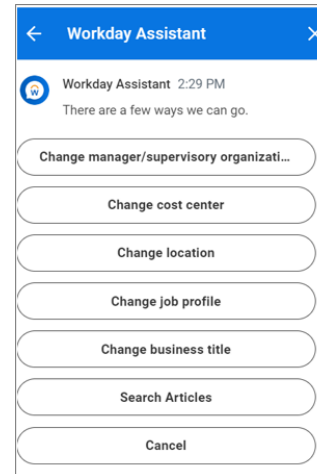 Workday Assistant
Workday Assistant 2:29 PM
There are a few ways we can go.
Change manager/supervisory organizati...
Change cost center
Change location
Change job profile
Change business title
Search Articles
Cancel